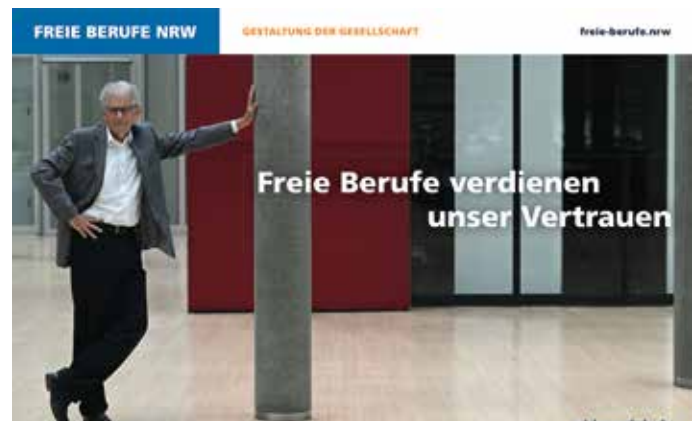 FREIE BERUFE NRW
GESTALTUNG DER GESELLSCHAFT
freie-berufe.nrw
Freie Berufe verdienen
unser Vertrauen